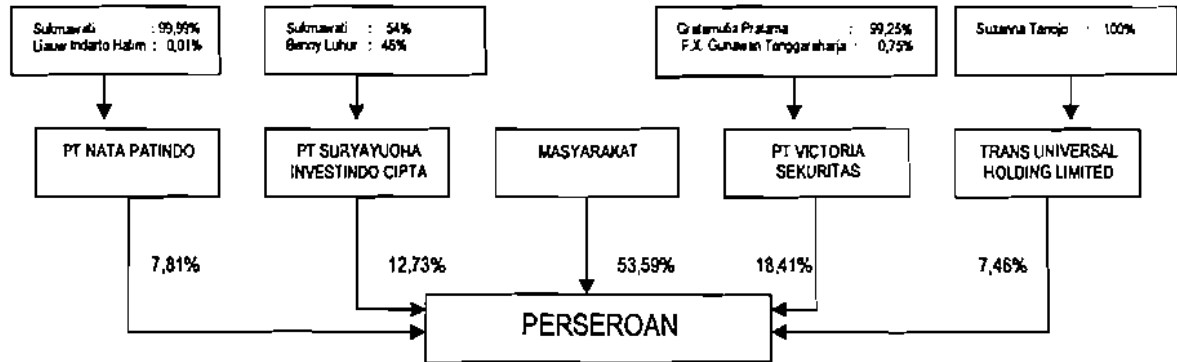 Sukmawati : 99,99%
Liauw Indarto Halim : 0,01%
Sukmawati : 54%
Benny Luhur : 46%
Gratamulia Pratama : 99,25%
F.X. Gunawan Tenggarahardja : 0,75%
Suzanna Tanojo : 100%
PT NATA PATINDO
PT SURYAYUDHA
INVESTINDO CIPTA
MASYARAKAT
PT VICTORIA
SEKURITAS
TRANS UNIVERSAL
HOLDING LIMITED
7,81%
12,73%
53,59%
18,41%
7,46%
PERSEROAN